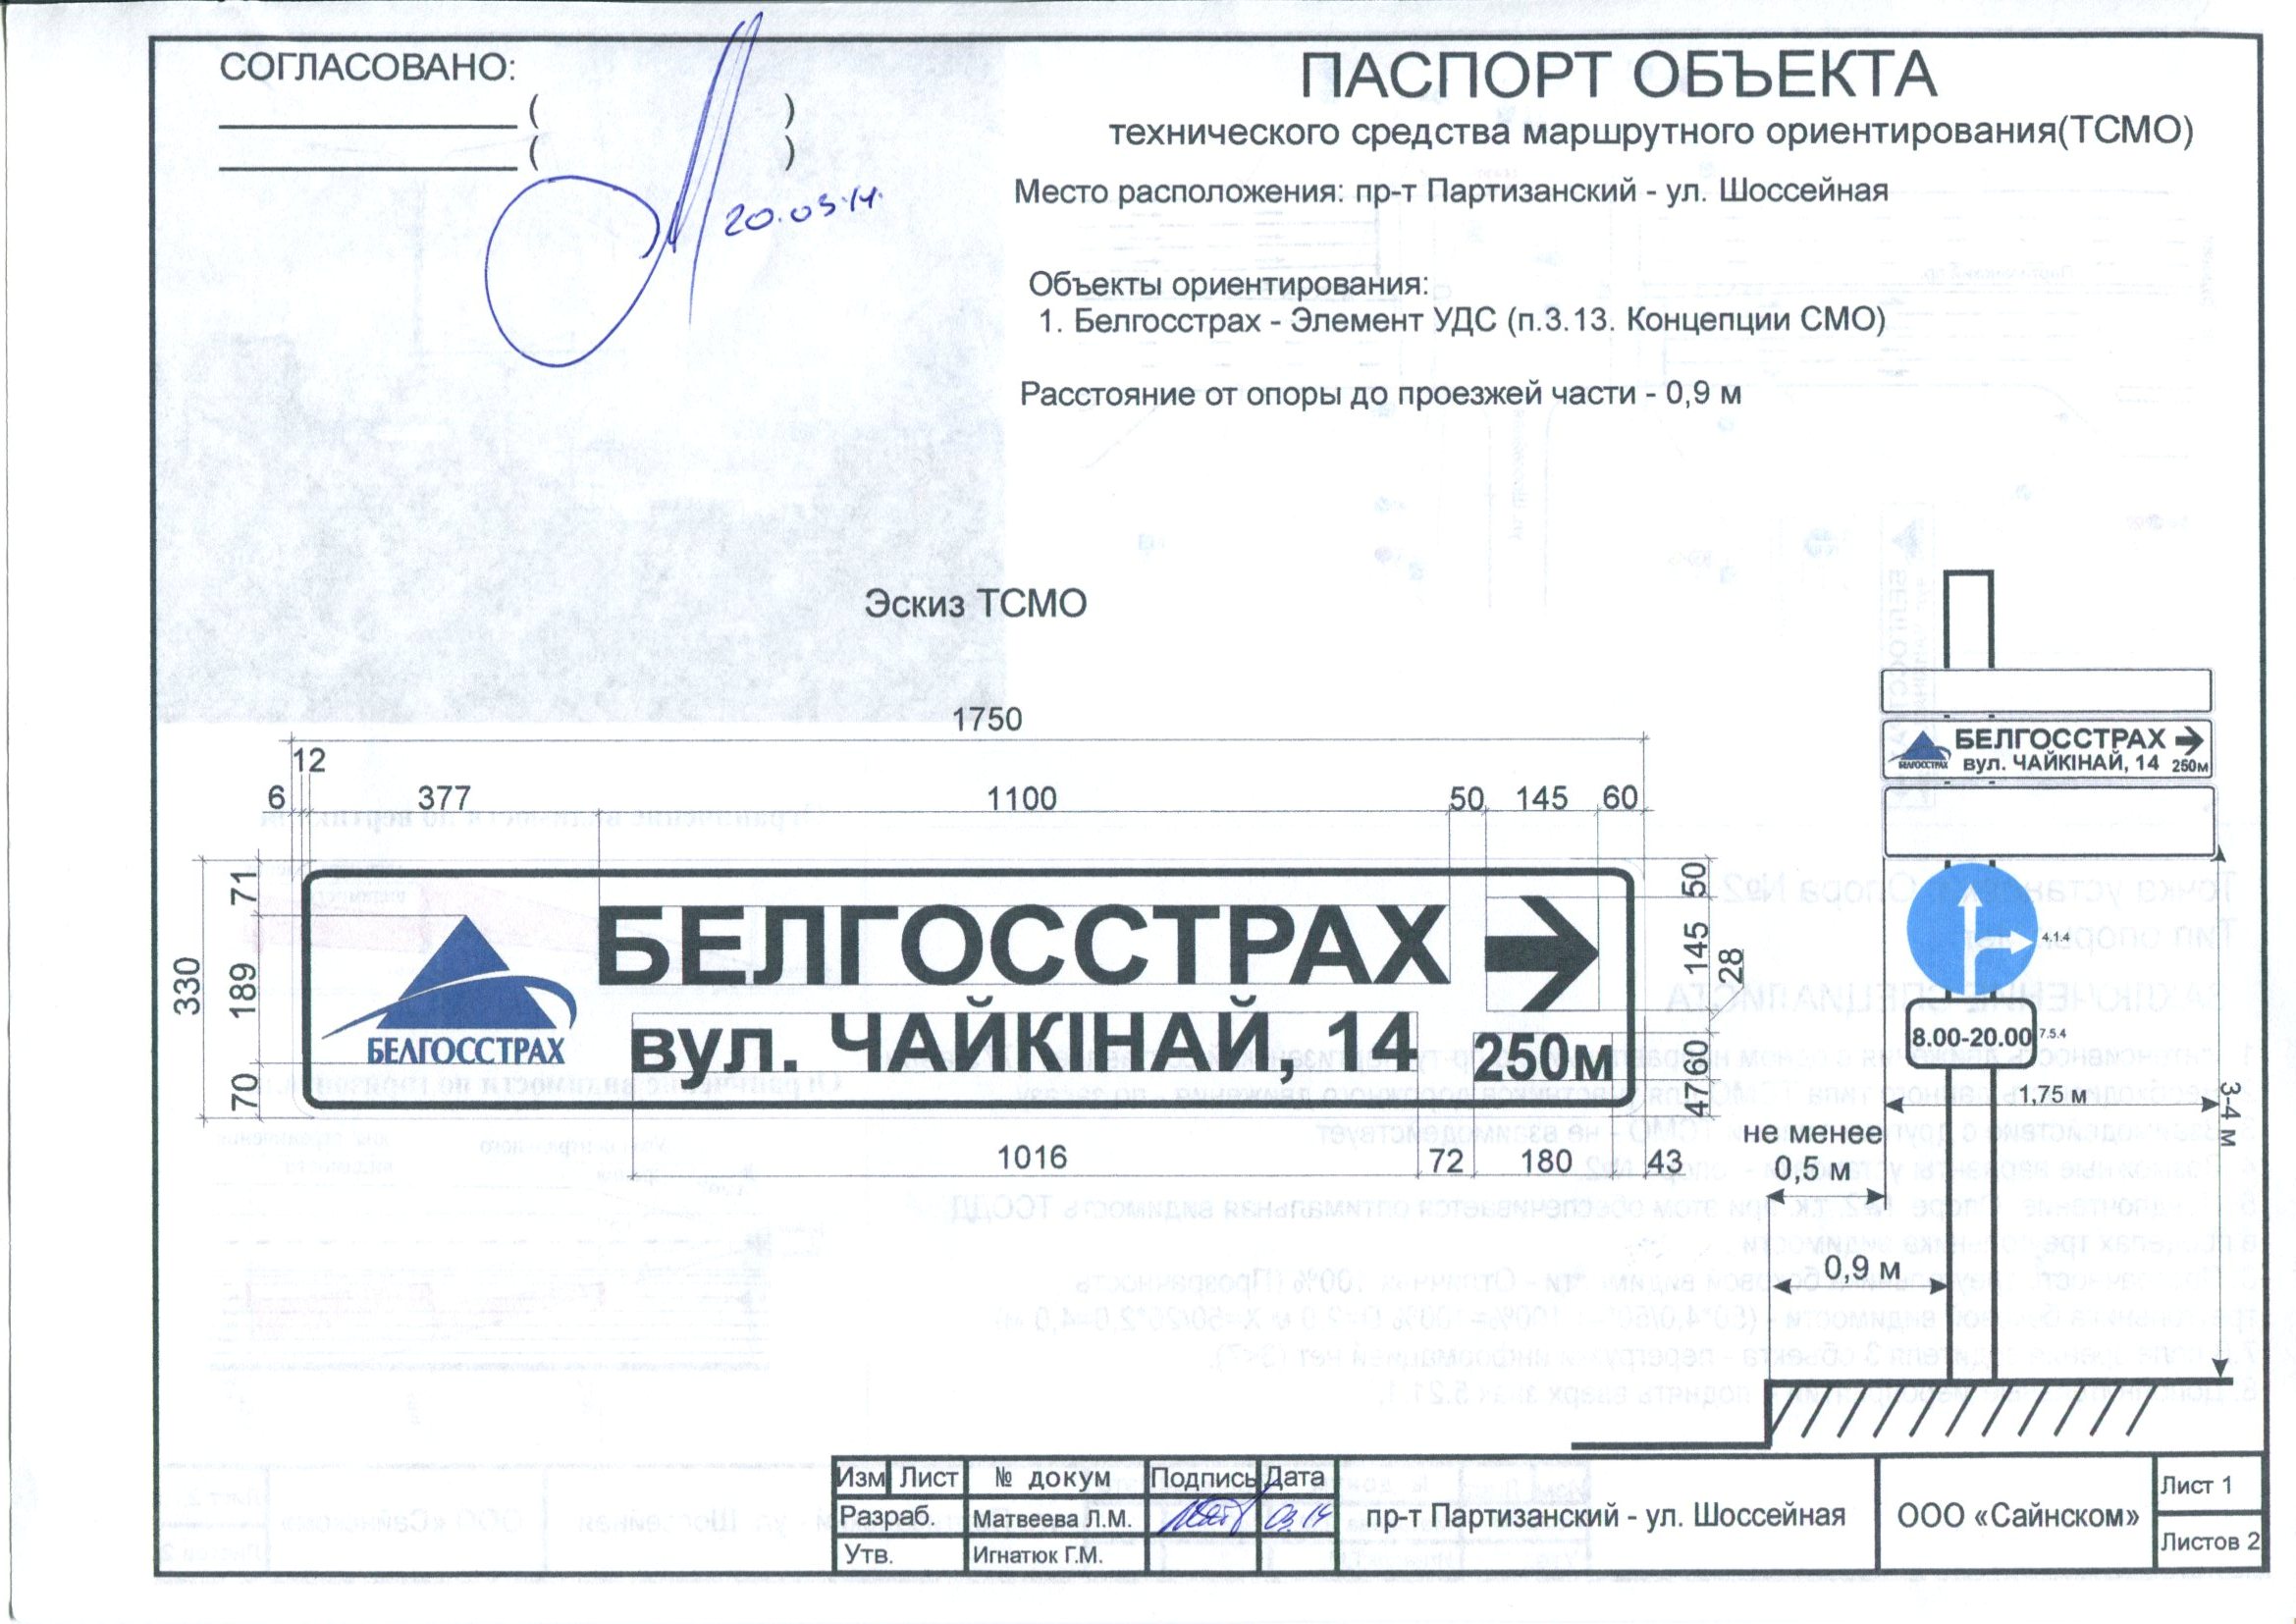 СОГЛАСОВАНО:
( )
( )
20.03.14.
ПАСПОРТ ОБЪЕКТА
технического средства маршрутного ориентирования(ТСМО)
Место расположения: пр-т Партизанский - ул. Шоссейная
Объекты ориентирования:
1. Белгосстрах - Элемент УДС (п.3.13. Концепции СМО)
Расстояние от опоры до проезжей части - 0,9 м
Эскиз ТСМО
1750
12
6 377 1100 50 145 60
330
71
189
70
БЕЛГОССТРАХ
БЕЛГОССТРАХ
вул. ЧАЙКІНАЙ, 14
250м
50
145
28
60
47
1016 72 180 43
БЕЛГОССТРАХ
БЕЛГОССТРАХ
вул. ЧАЙКІНАЙ, 14 250м
4.1.4
8.00-20.00
7.5.4
1,75 м
3-4 м
не менее
0,5 м
0,9 м
Изм Лист № докум Подпись Дата
Разраб. Матвеева Л.М. 03.14
Утв. Игнатюк Г.М.
пр-т Партизанский - ул. Шоссейная
ООО «Сайнском»
Лист 1
Листов 2